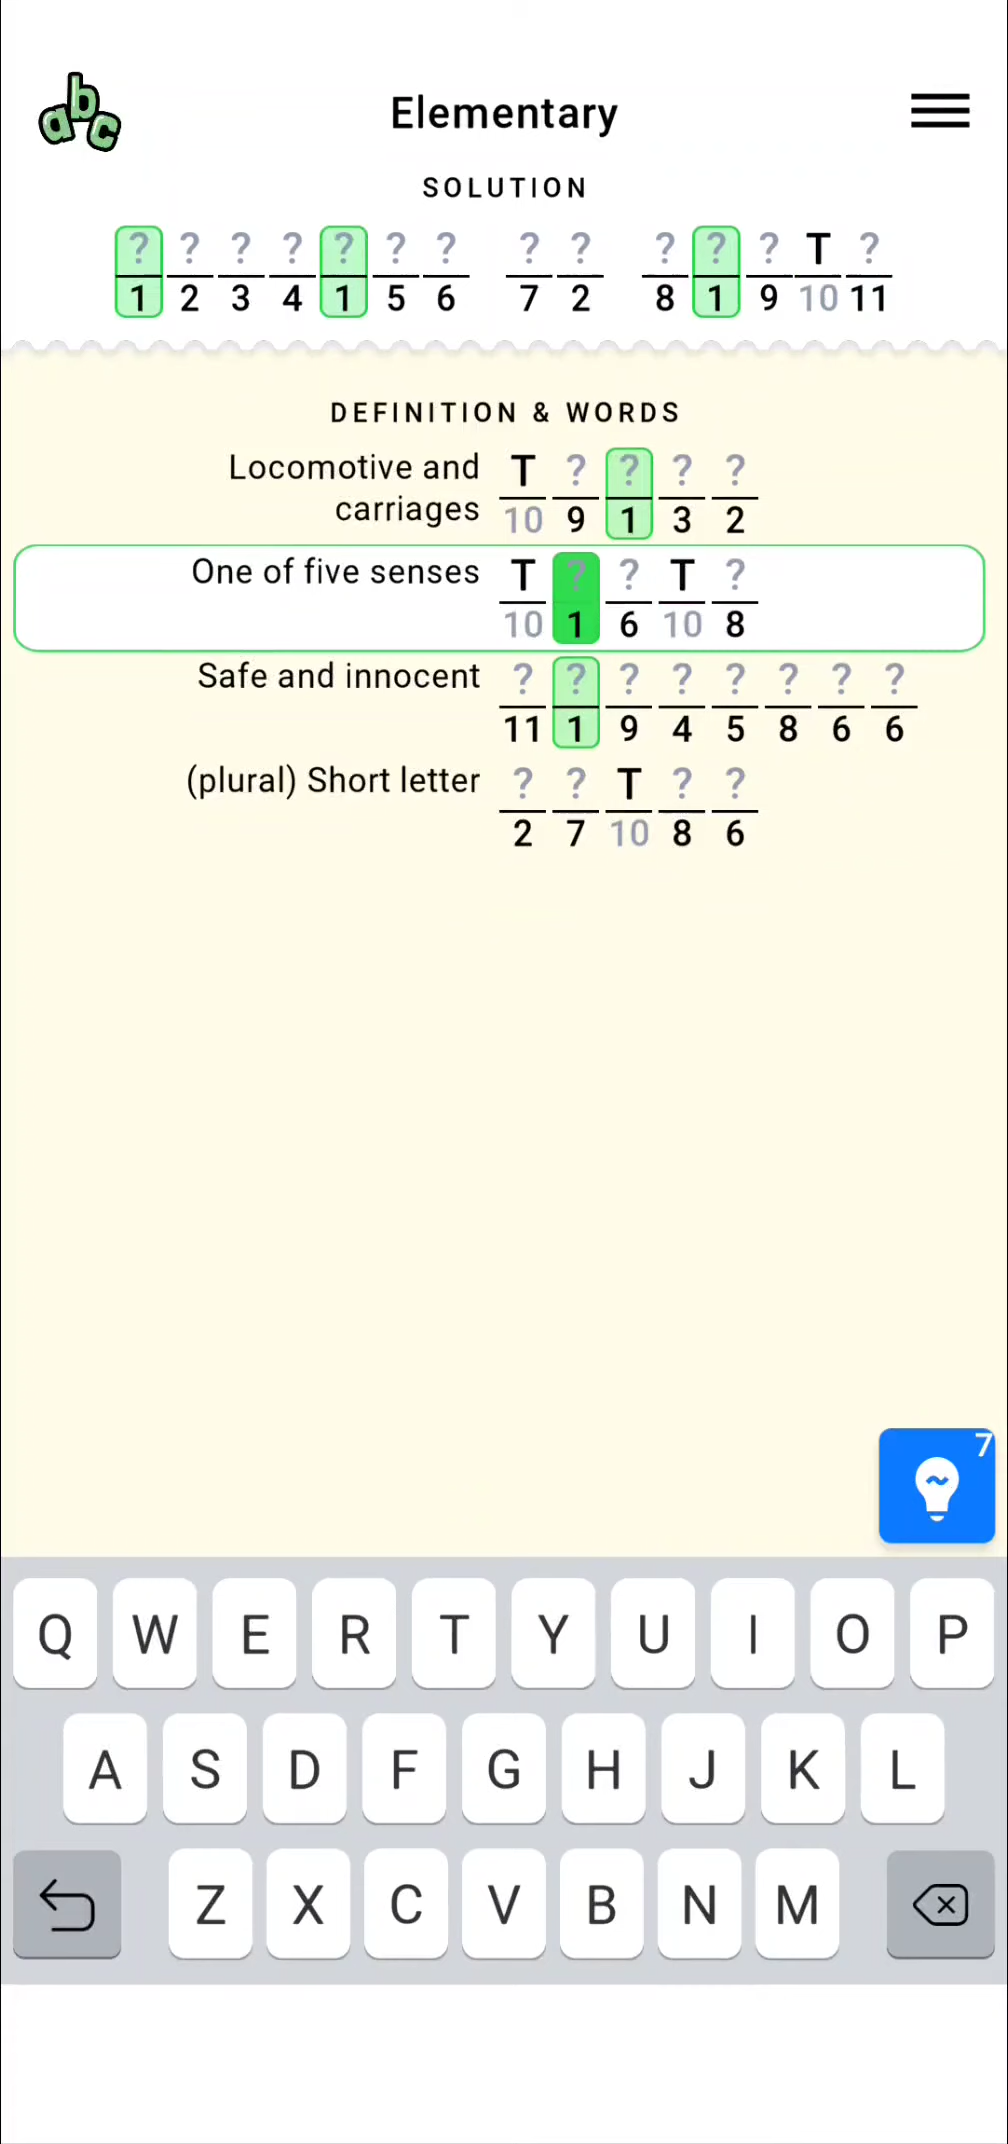 abc
Elementary
SOLUTION
? ? ? ? ? ? ? ? ? ? ? ? T ?
1 2 3 4 1 5 6 7 2 8 1 9 10 11
DEFINITION & WORDS
Locomotive and
carriages
T ? ? ? ?
10 9 1 3 2
One of five senses
T ? ? T ?
10 1 6 10 8
Safe and innocent
? ? ? ? ? ? ? ?
11 1 9 4 5 8 6 6
(plural) Short letter
? ? T ? ?
2 7 10 8 6
7
Q W E R T Y U I O P
A S D F G H J K L
Z X C V B N M